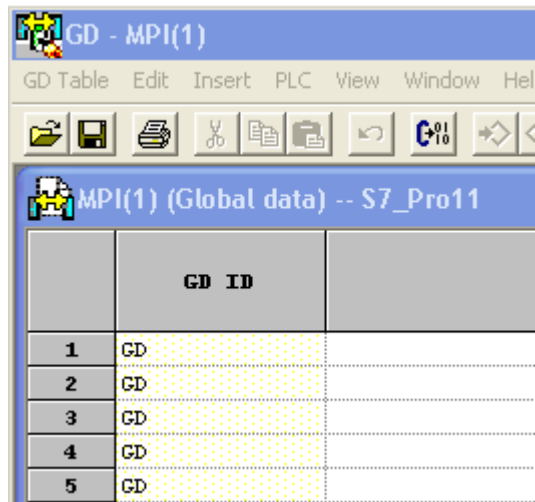 GD - MPI(1)
GD Table Edit Insert PLC View Window Hel
MPI(1) (Global data) -- S7_Pro11
GD ID
1 GD
2 GD
3 GD
4 GD
5 GD